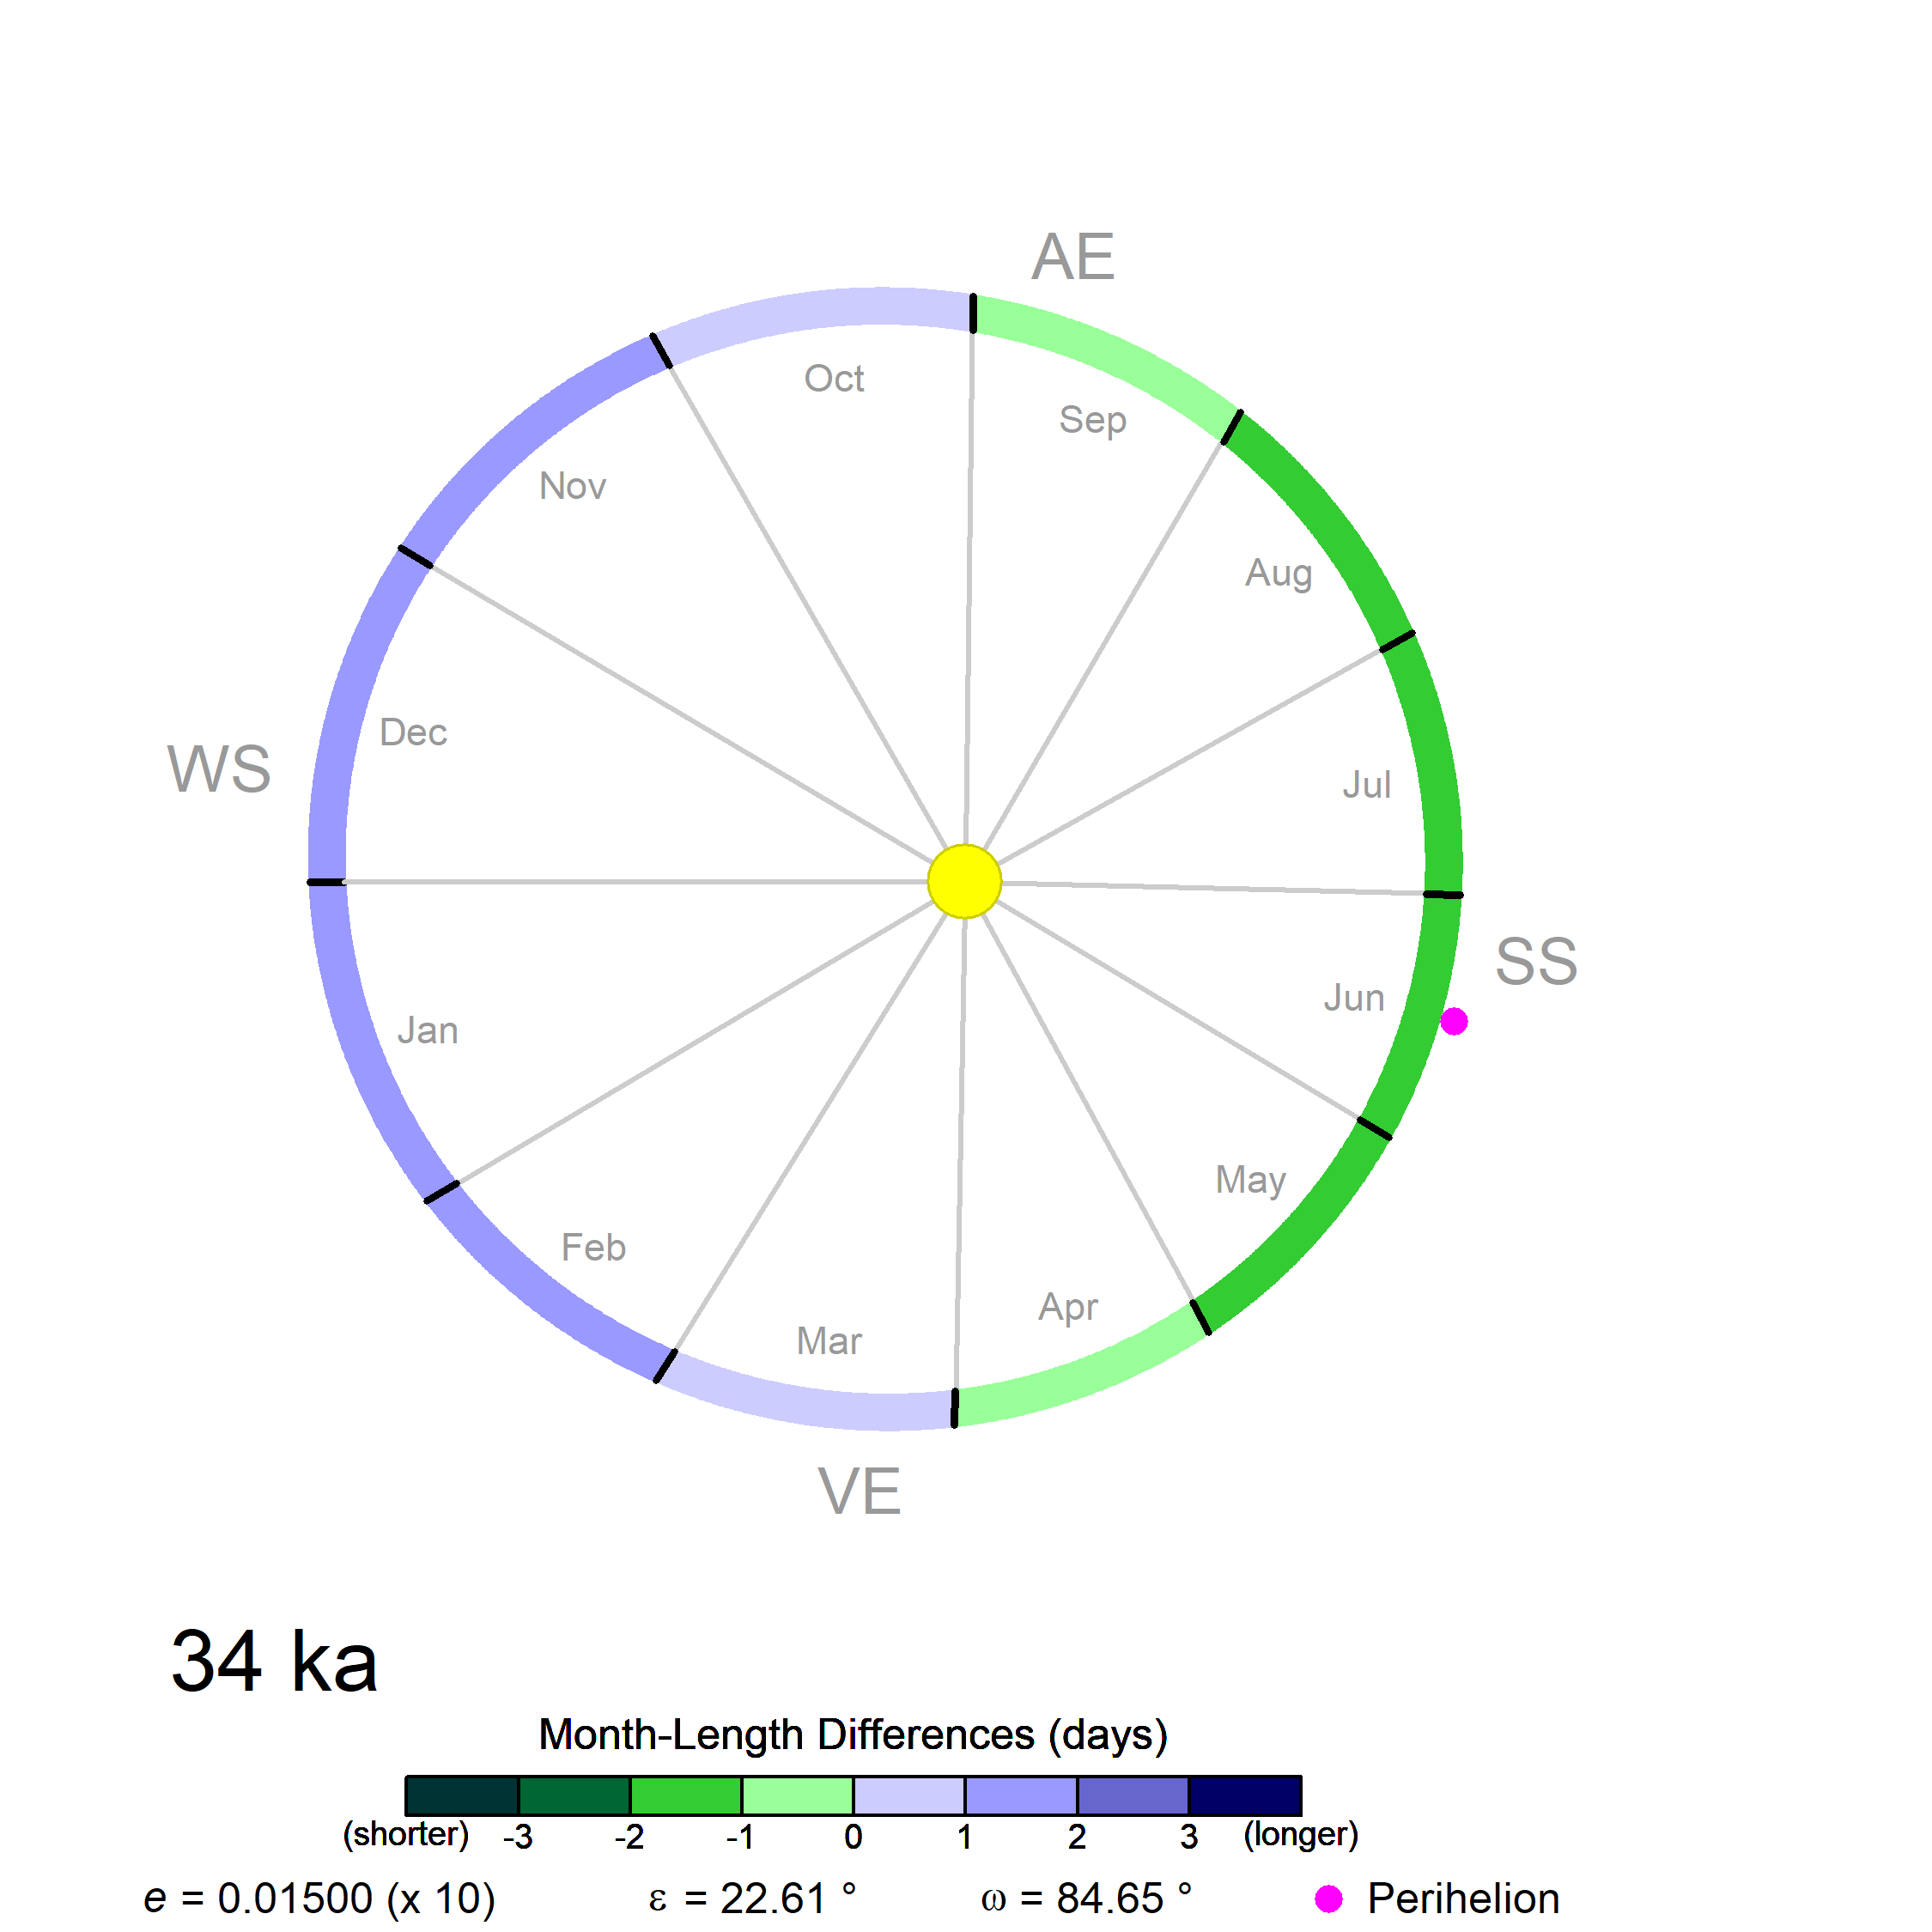 AE
Oct
Sep
Nov
Aug
Dec
Jul
WS
SS
Jun
Jan
May
Feb
Apr
Mar
VE
34 ka
Month-Length Differences (days)
(shorter) -3 -2 -1 0 1 2 3 (longer)
e = 0.01500 (x 10) ε = 22.61 ° ω = 84.65 ° Perihelion